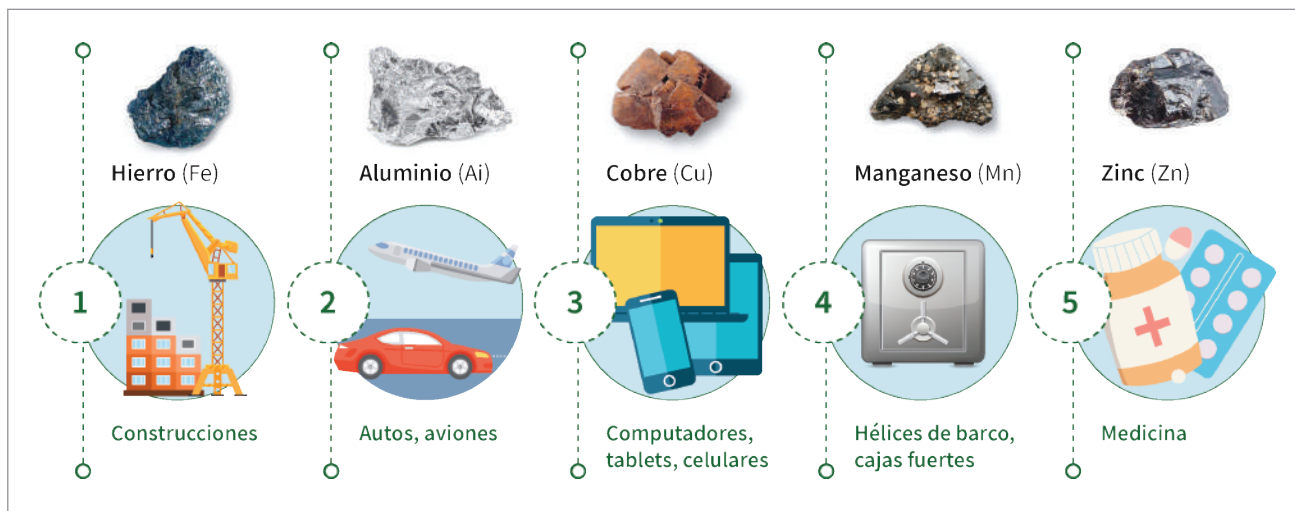 Hierro (Fe)
Aluminio (Ai)
Cobre (Cu)
Manganeso (Mn)
Zinc (Zn)
1
2
3
4
5
Construcciones
Autos, aviones
Computadores,
tablets, celulares
Hélices de barco,
cajas fuertes
Medicina